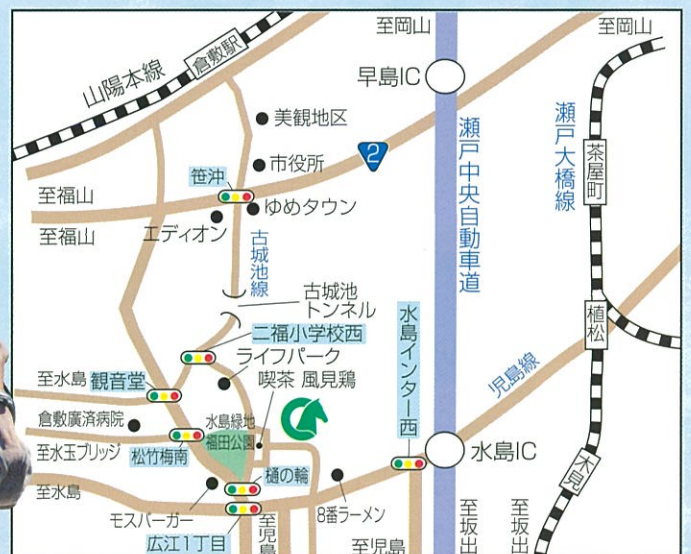 至岡山
至岡山
倉敷駅
山陽本線
早島IC
美観地区
瀬戸中央自動車道
瀬戸大橋線
茶屋町
2
市役所
笹沖
至福山
ゆめタウン
至福山
エディオン
古城池線
古城池
トンネル
水島インター西
植松
二福小学校西
ライフパーク
児島線
至水島
観音堂
喫茶 風見鶏
倉敷廣済病院
水島緑地
福田公園
松竹梅南
至水玉ブリッジ
水島IC
木見
樋の輪
至水島
モスバーガー
8番ラーメン
広江1丁目
至児島
至児島
至坂出
至坂出